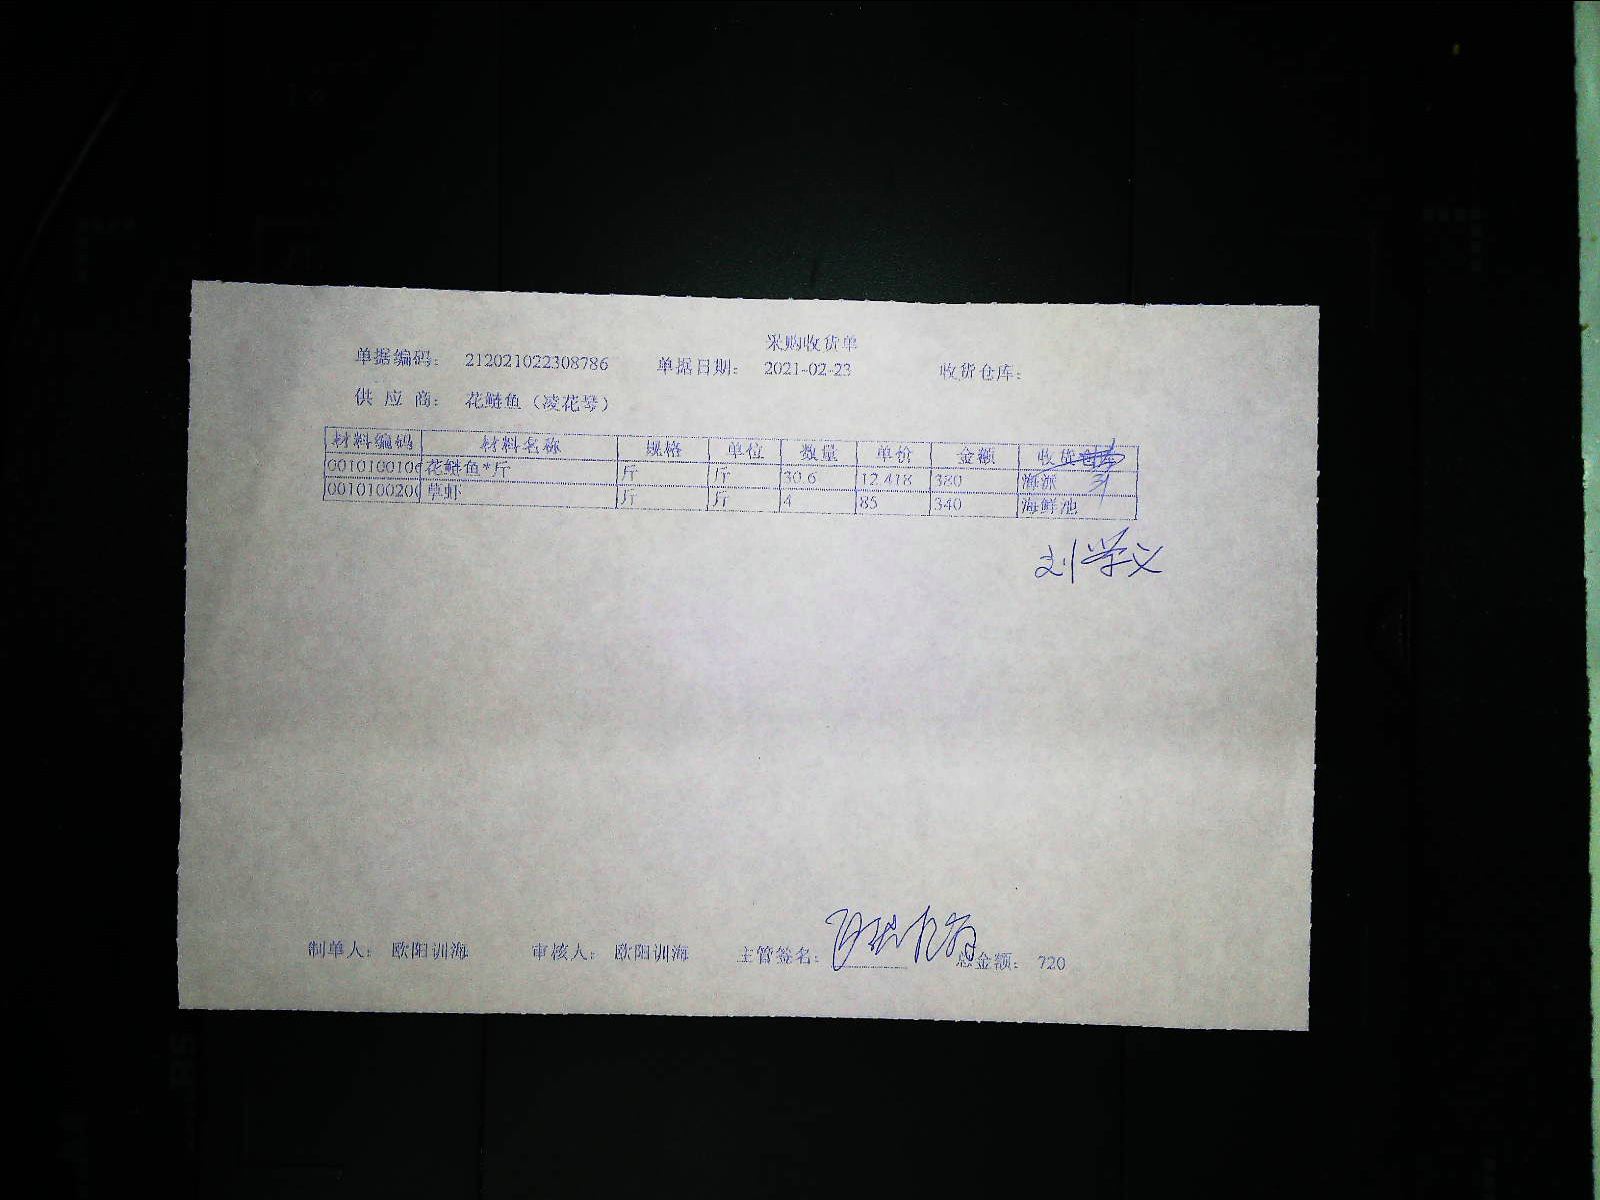 采购收货单
单据编码： 212021022308786 单据日期： 2021-02-23 收货仓库：
供 应 商： 花鲢鱼（凌花琴）
材料编码 材料名称 规格 单位 数量 单价 金额 收货仓库
001010010 花鲢鱼*斤 斤 斤 30.6 12.418 380 海派
001010020 草虾 斤 斤 4 85 340 海鲜池
刘学义
制单人： 欧阳训海 审核人： 欧阳训海 主管签名： 总金额： 720